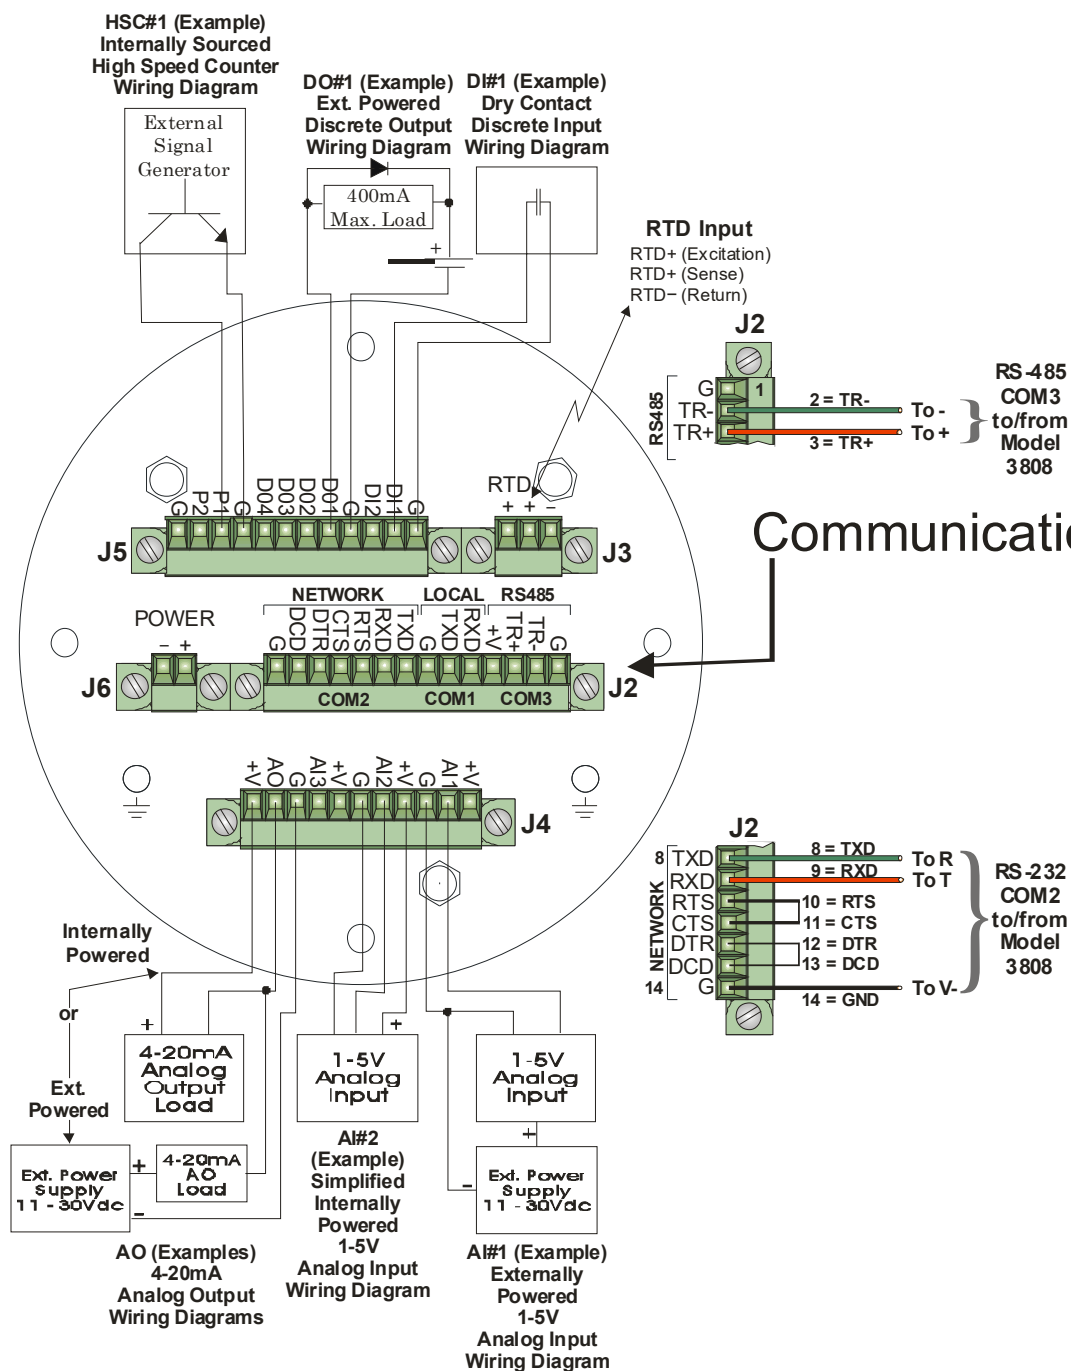 HSC#1 (Example)
Internally Sourced
High Speed Counter
Wiring Diagram
External
Signal
Generator
DO#1 (Example)
Ext. Powered
Discrete Output
Wiring Diagram
400mA
Max. Load
+
DI#1 (Example)
Dry Contact
Discrete Input
Wiring Diagram
RTD Input
RTD+ (Excitation)
RTD+ (Sense)
RTD− (Return)
J2
RS485
G
TR-
TR+
1
2 = TR-
3 = TR+
To -
To +
RS-485
COM3
to/from
Model
3808
G P2 P1 G D04 D03 D02 D01 G DI2 DI1 G
J5
RTD
+ + −
J3
Communicatio
POWER
− +
J6
NETWORK LOCAL RS485
G DCD DTR CTS RTS RXD TXD G TXD RXD +V TR+ TR- G
COM2 COM1 COM3
J2
+V AO G AI3 +V G AI2 +V G AI1 +V
J4
J2
NETWORK
8 TXD
RXD
RTS
CTS
DTR
DCD
14 G
8 = TXD
9 = RXD
10 = RTS
11 = CTS
12 = DTR
13 = DCD
14 = GND
To R
To T
To V-
RS-232
COM2
to/from
Model
3808
Internally
Powered
or
Ext.
Powered
+
4-20mA
Analog
Output
Load
Ext. Power
Supply
11 - 30Vdc
+
-
4-20mA
AO
Load
AO (Examples)
4-20mA
Analog Output
Wiring Diagrams
+
1-5V
Analog
Input
AI#2
(Example)
Simplified
Internally
Powered
1-5V
Analog Input
Wiring Diagram
1-5V
Analog
Input
+
-
Ext. Power
Supply
11 - 30Vdc
AI#1 (Example)
Externally
Powered
1-5V
Analog Input
Wiring Diagram